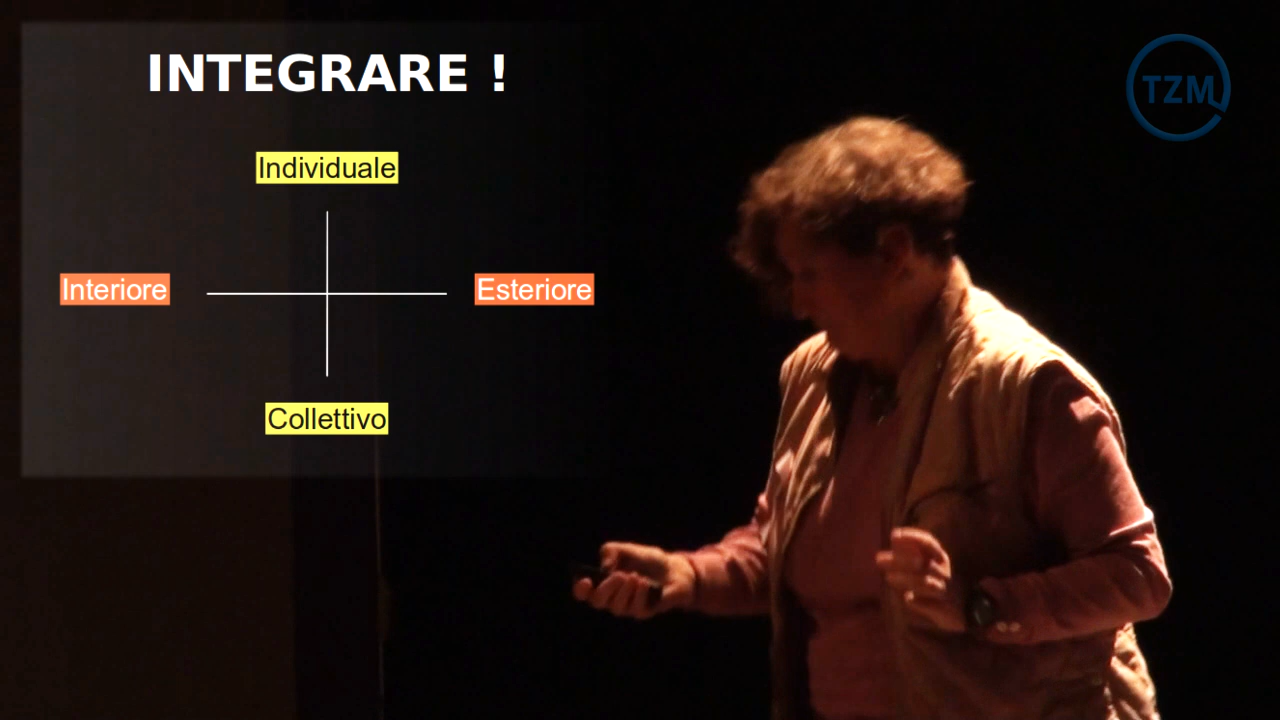 INTEGRARE !
TZM
Individuale
Interiore
Esteriore
Collettivo